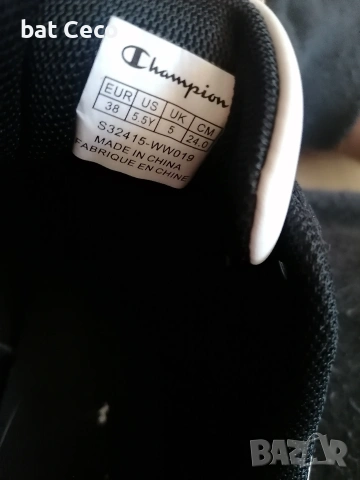 bat Ceco
Champion
EUR US UK CM
38 5.5Y 5 24.0
S32415-WW019
MADE IN CHINA
FABRIQUE EN CHINE
BAZAR